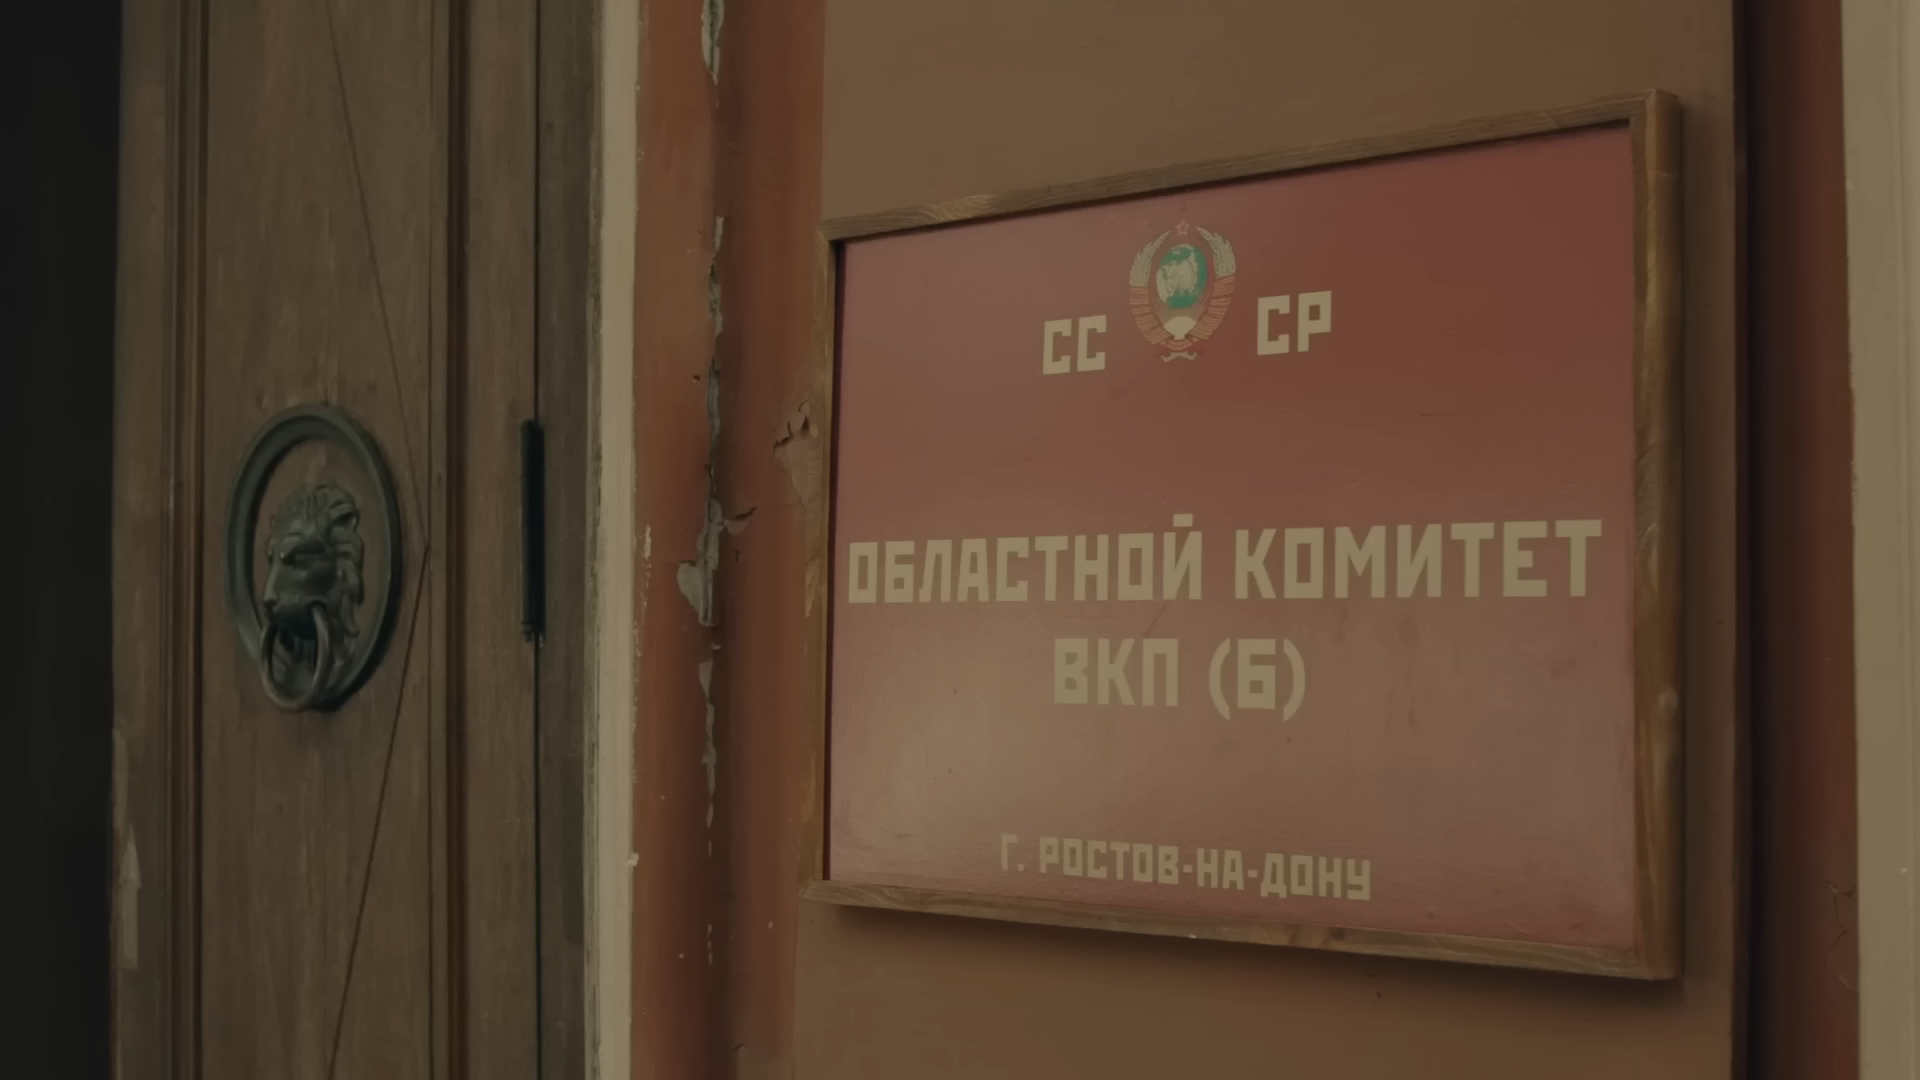 СС СР
ОБЛАСТНОЙ КОМИТЕТ
ВКП (Б)
Г. РОСТОВ-НА-ДОНУ